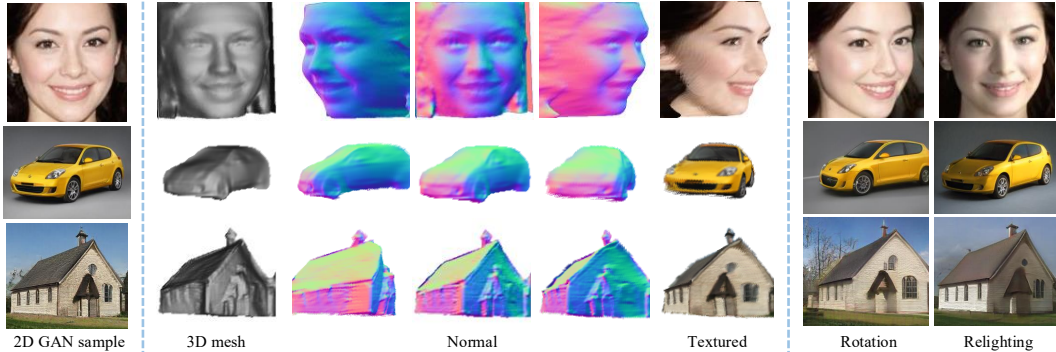 2D GAN sample
3D mesh
Normal
Textured
Rotation
Relighting